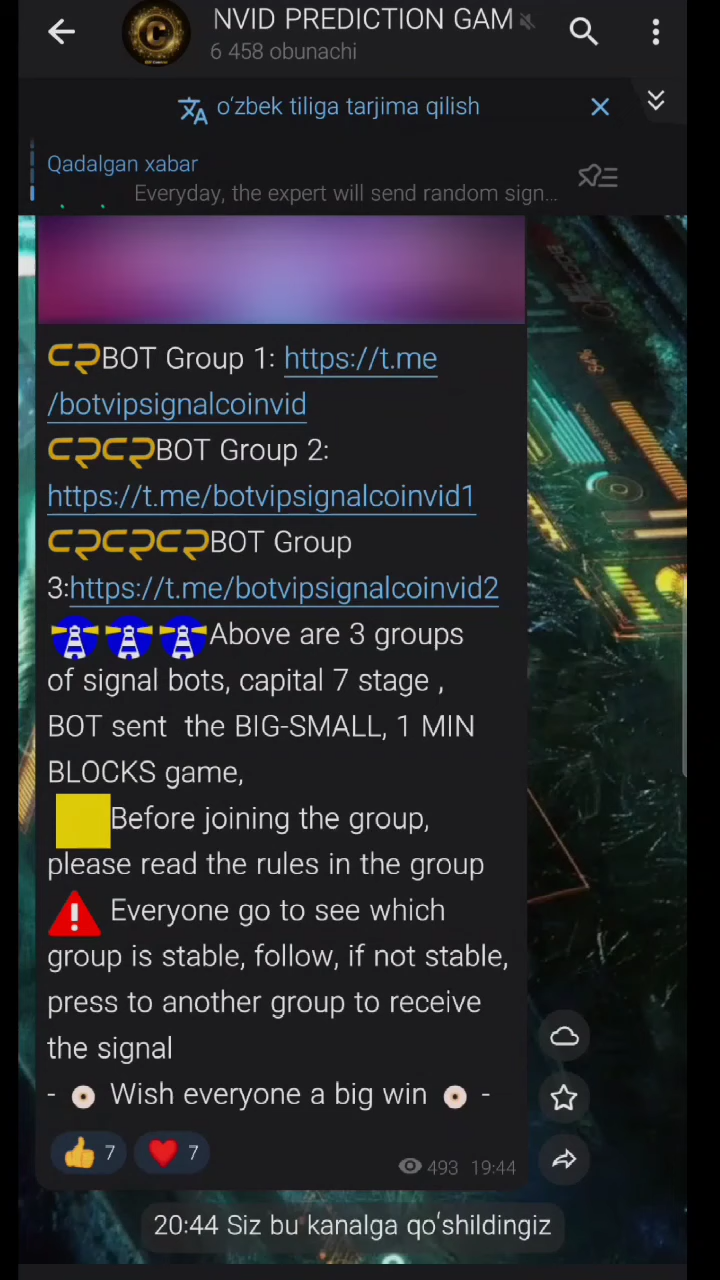 NVID PREDICTION GAM
6 458 obunachi
o‘zbek tiliga tarjima qilish
Qadalgan xabar
Everyday, the expert will send random sign...
BOT Group 1: https://t.me
/botvipsignalcoinvid
BOT Group 2:
https://t.me/botvipsignalcoinvid1
BOT Group
3:https://t.me/botvipsignalcoinvid2
Above are 3 groups
of signal bots, capital 7 stage ,
BOT sent the BIG-SMALL, 1 MIN
BLOCKS game,
Before joining the group,
please read the rules in the group
Everyone go to see which
group is stable, follow, if not stable,
press to another group to receive
the signal
- Wish everyone a big win -
7 7
493 19:44
20:44 Siz bu kanalga qo‘shildingiz